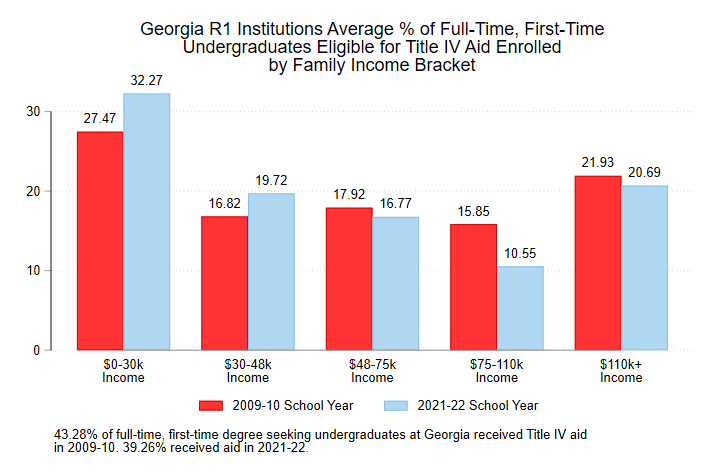 Georgia R1 Institutions Average % of Full-Time, First-Time
Undergraduates Eligible for Title IV Aid Enrolled
by Family Income Bracket
32.27
30
27.47
21.93
20.69
20
16.82
19.72
17.92
16.77
15.85
10.55
10
0
$0-30k
Income
$30-48k
Income
$48-75k
Income
$75-110k
Income
$110k+
Income
2009-10 School Year
2021-22 School Year
43.28% of full-time, first-time degree seeking undergraduates at Georgia received Title IV aid
in 2009-10. 39.26% received aid in 2021-22.